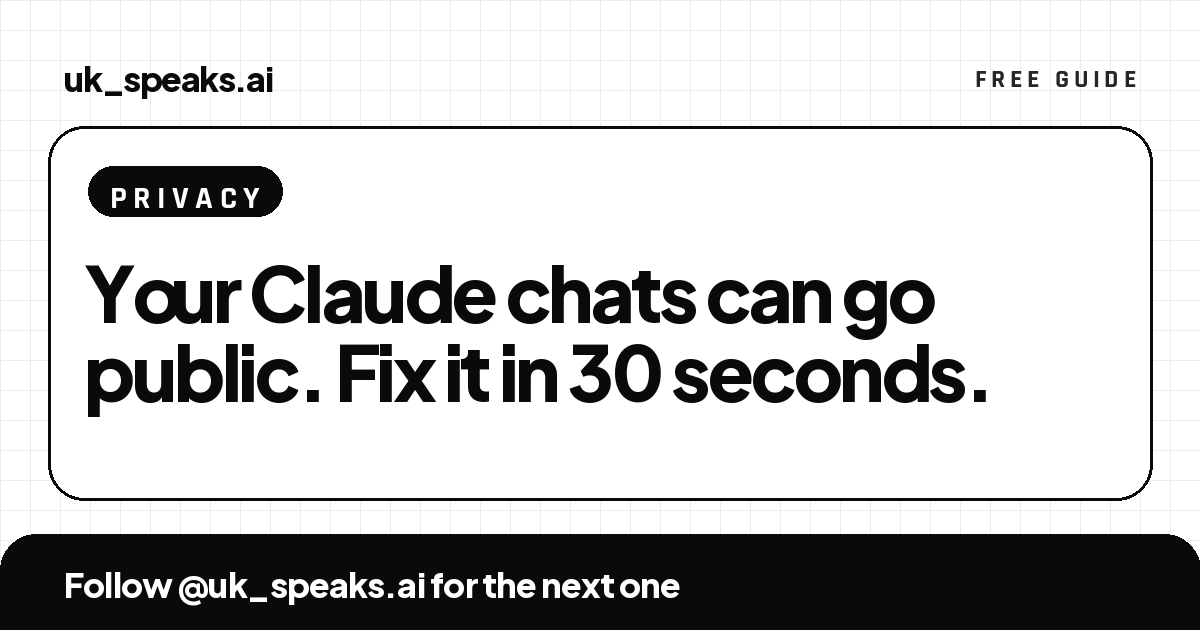 uk_speaks.ai
FREE GUIDE
PRIVACY
Your Claude chats can go
public. Fix it in 30 seconds.
Follow @uk_speaks.ai for the next one